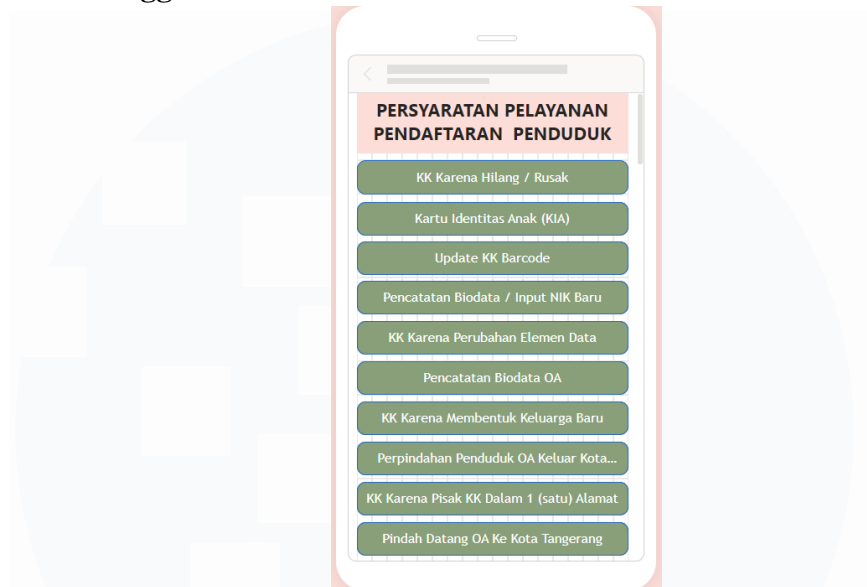 PERSYARATAN PELAYANAN
PENDAFTARAN PENDUDUK
KK Karena Hilang / Rusak
Kartu Identitas Anak (KIA)
Update KK Barcode
Pencatatan Biodata / Input NIK Baru
KK Karena Perubahan Elemen Data
Pencatatan Biodata OA
KK Karena Membentuk Keluarga Baru
Perpindahan Penduduk OA Keluar Kota...
KK Karena Pisak KK Dalam 1 (satu) Alamat
Pindah Datang OA Ke Kota Tangerang